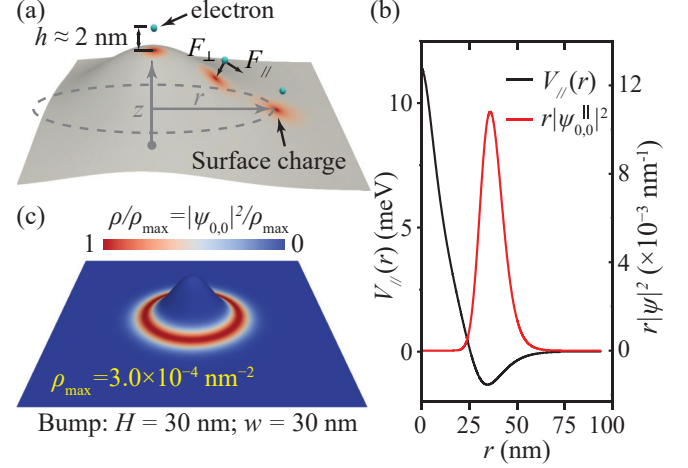 (a)
electron
h ≈ 2 nm
F⊥
F∥
z
r
Surface charge
(c)
ρ/ρmax=|ψ0,0|²/ρmax
1
0
ρmax=3.0×10⁻⁴ nm⁻²
Bump: H = 30 nm; w = 30 nm
(b)
V∥(r)
r|ψ0,0∥|²
10
5
0
V∥(r) (meV)
12
8
4
0
r|ψ|² (×10⁻³ nm⁻¹)
0 25 50 75 100
r (nm)